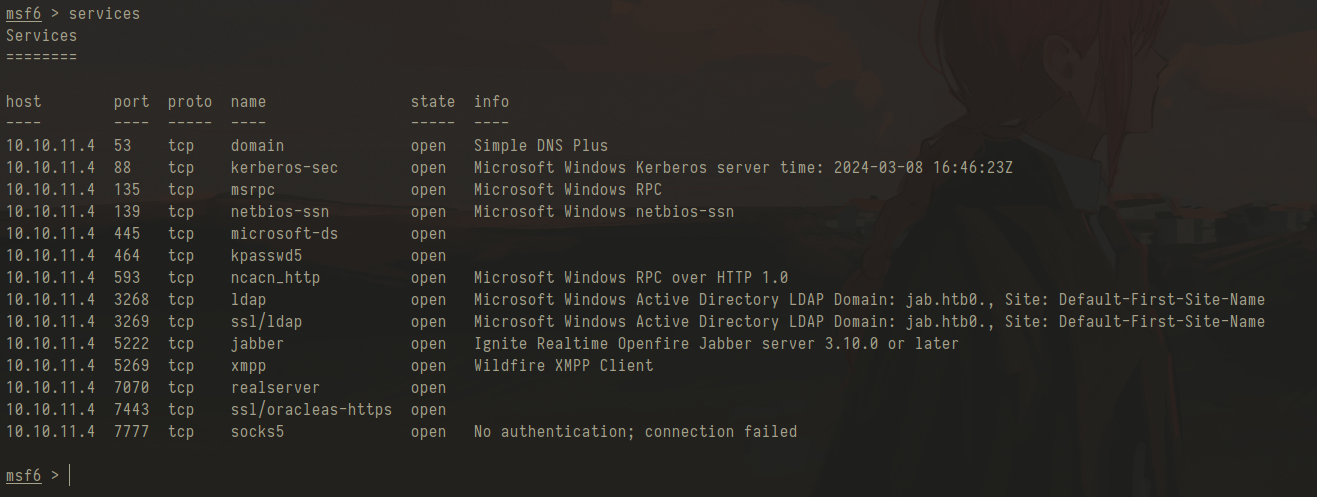 msf6 > services
Services
========
host port proto name state info
---- ---- ----- ---- ----- ----
10.10.11.4 53 tcp domain open Simple DNS Plus
10.10.11.4 88 tcp kerberos-sec open Microsoft Windows Kerberos server time: 2024-03-08 16:46:23Z
10.10.11.4 135 tcp msrpc open Microsoft Windows RPC
10.10.11.4 139 tcp netbios-ssn open Microsoft Windows netbios-ssn
10.10.11.4 445 tcp microsoft-ds open
10.10.11.4 464 tcp kpasswd5 open
10.10.11.4 593 tcp ncacn_http open Microsoft Windows RPC over HTTP 1.0
10.10.11.4 3268 tcp ldap open Microsoft Windows Active Directory LDAP Domain: jab.htb0., Site: Default-First-Site-Name
10.10.11.4 3269 tcp ssl/ldap open Microsoft Windows Active Directory LDAP Domain: jab.htb0., Site: Default-First-Site-Name
10.10.11.4 5222 tcp jabber open Ignite Realtime Openfire Jabber server 3.10.0 or later
10.10.11.4 5269 tcp xmpp open Wildfire XMPP Client
10.10.11.4 7070 tcp realserver open
10.10.11.4 7443 tcp ssl/oracleas-https open
10.10.11.4 7777 tcp socks5 open No authentication; connection failed
msf6 >